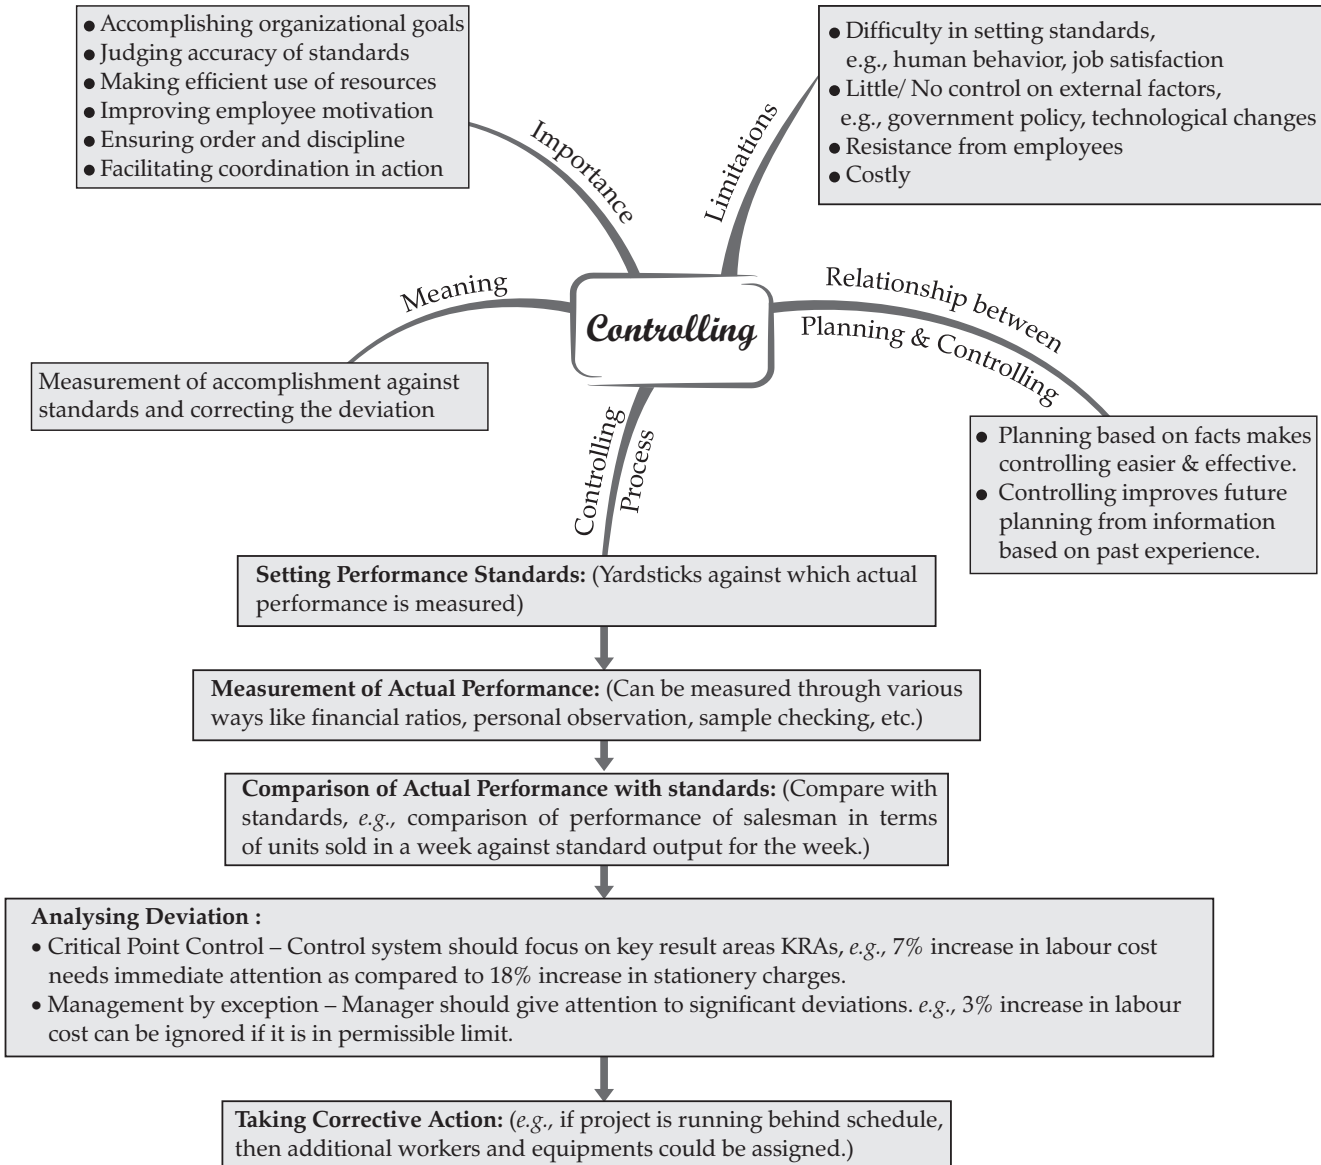 ● Accomplishing organizational goals
● Judging accuracy of standards
● Making efficient use of resources
● Improving employee motivation
● Ensuring order and discipline
● Facilitating coordination in action
● Difficulty in setting standards,
e.g., human behavior, job satisfaction
● Little/ No control on external factors,
e.g., government policy, technological changes
● Resistance from employees
● Costly
Importance
Limitations
Meaning
Controlling
Relationship between
Planning & Controlling
Measurement of accomplishment against
standards and correcting the deviation
● Planning based on facts makes
controlling easier & effective.
● Controlling improves future
planning from information
based on past experience.
Controlling
Process
Setting Performance Standards: (Yardsticks against which actual
performance is measured)
Measurement of Actual Performance: (Can be measured through various
ways like financial ratios, personal observation, sample checking, etc.)
Comparison of Actual Performance with standards: (Compare with
standards, e.g., comparison of performance of salesman in terms
of units sold in a week against standard output for the week.)
Analysing Deviation :
• Critical Point Control – Control system should focus on key result areas KRAs, e.g., 7% increase in labour cost
needs immediate attention as compared to 18% increase in stationery charges.
• Management by exception – Manager should give attention to significant deviations. e.g., 3% increase in labour
cost can be ignored if it is in permissible limit.
Taking Corrective Action: (e.g., if project is running behind schedule,
then additional workers and equipments could be assigned.)